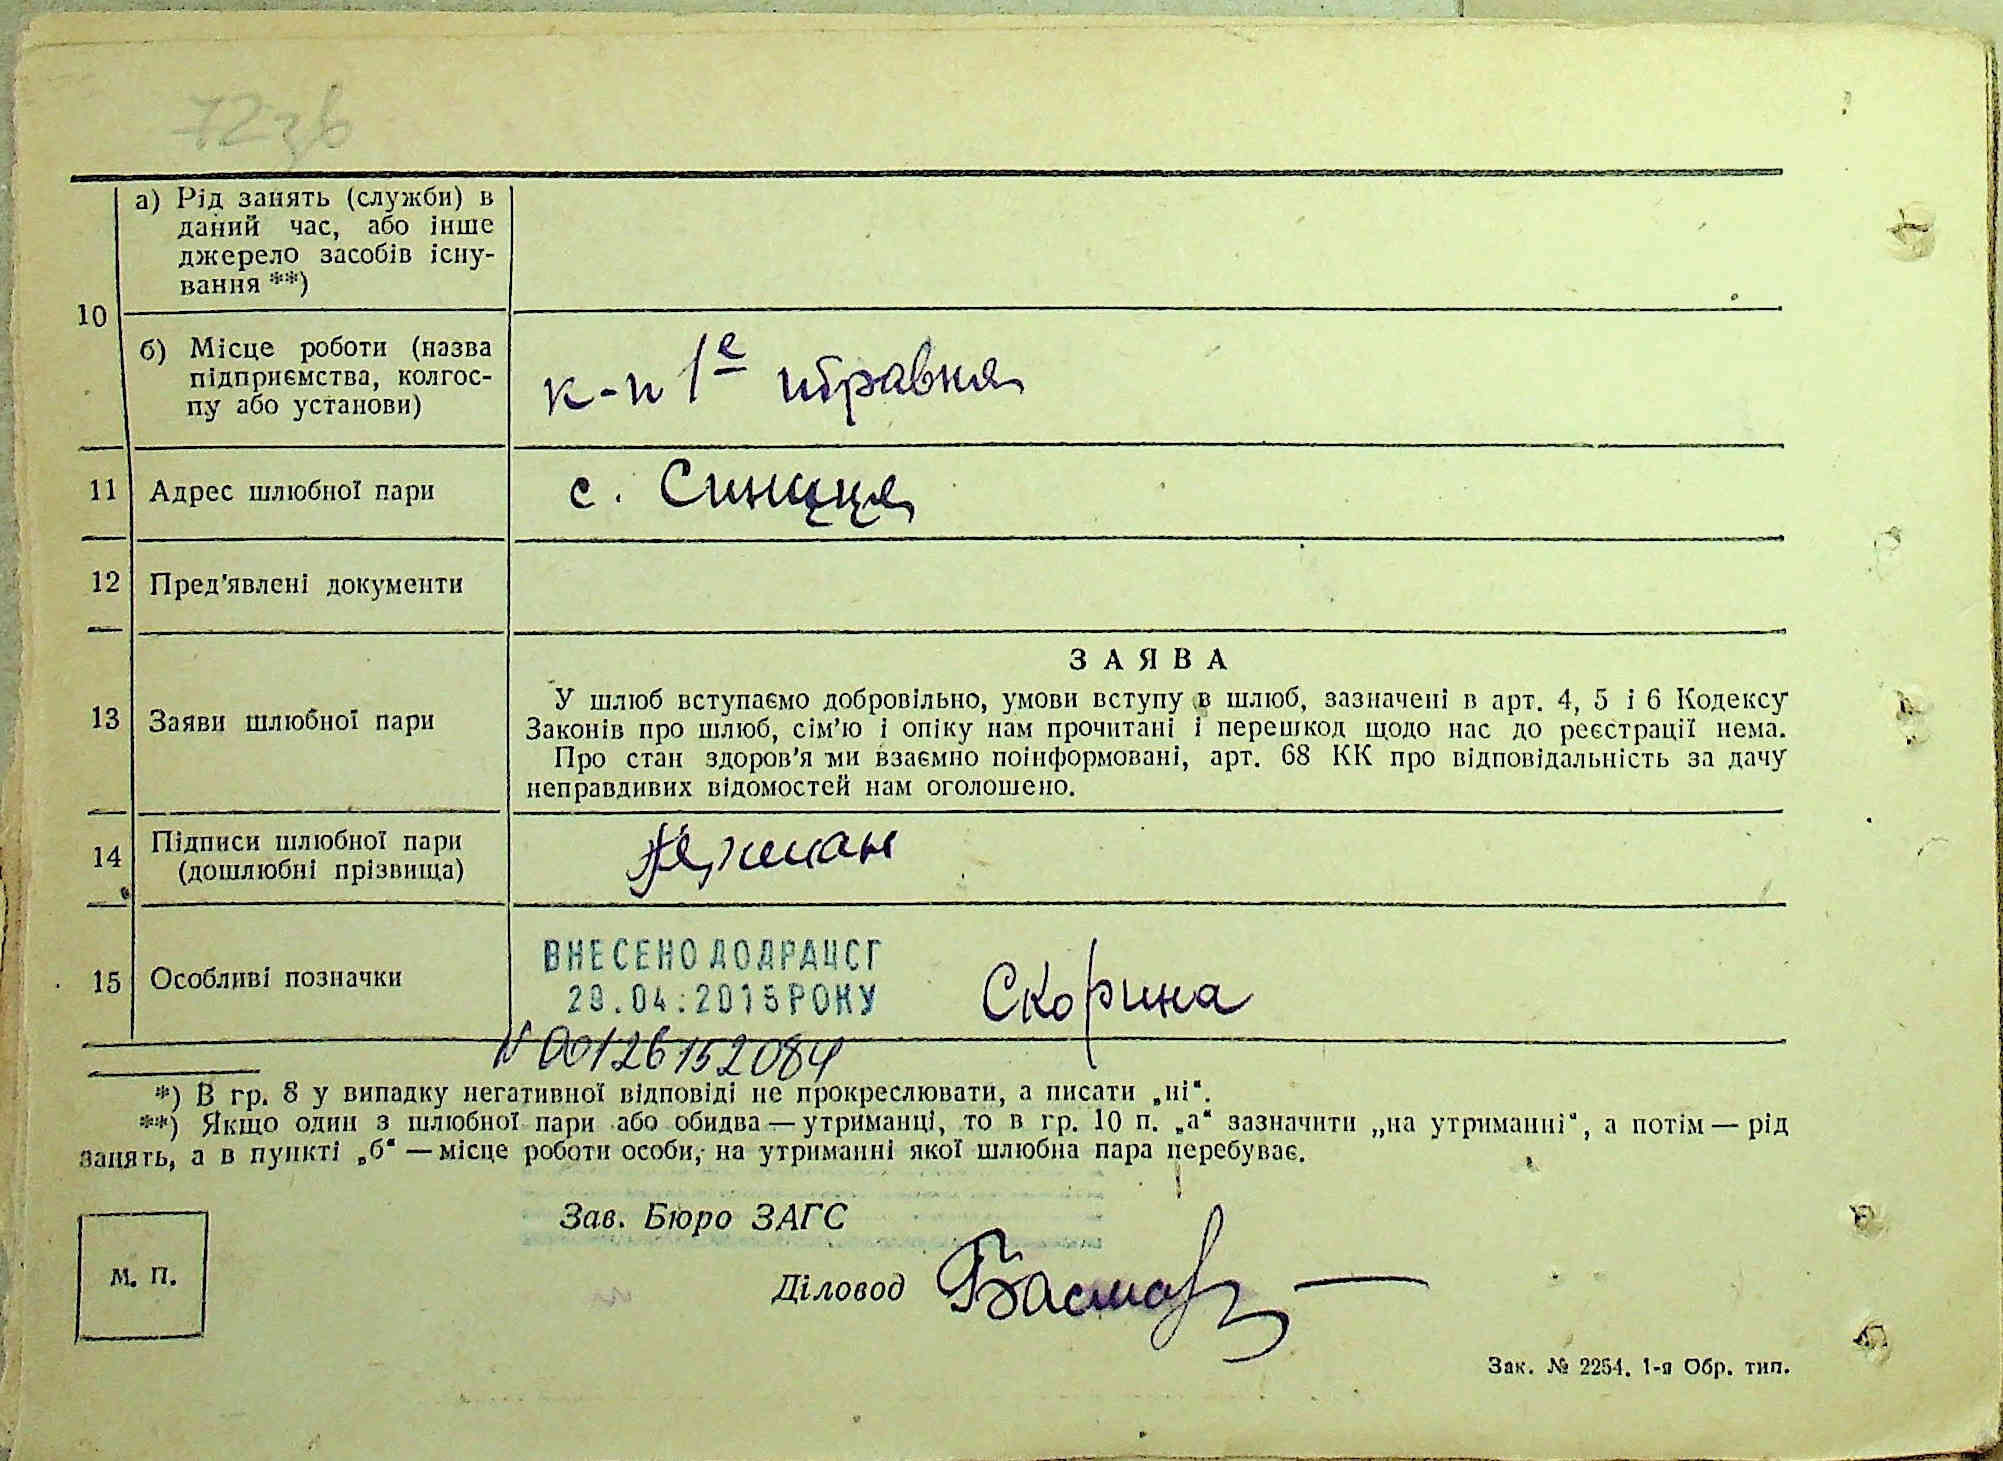 72зв
10
а) Рід занять (служби) в
даний час, або інше
джерело засобів існу-
вання **)
б) Місце роботи (назва
підприємства, колгос-
пу або установи)
к-п 1е травня
11 Адрес шлюбної пари
с. Синиця
12 Пред'явлені документи
13 Заяви шлюбної пари
ЗАЯВА
У шлюб вступаємо добровільно, умови вступу в шлюб, зазначені в арт. 4, 5 і 6 Кодексу
Законів про шлюб, сім'ю і опіку нам прочитані і перешкод щодо нас до реєстрації нема.
Про стан здоров'я ми взаємно поінформовані, арт. 68 КК про відповідальність за дачу
неправдивих відомостей нам оголошено.
14 Підписи шлюбної пари
(дошлюбні прізвища)
15 Особливі позначки
ВНЕСЕНО ДО ДРАЦСГ
29.04.2015 РОКУ
Скорина
N 00126152084
*) В гр. 8 у випадку негативної відповіді не прокреслювати, а писати „ні“.
**) Якщо один з шлюбної пари або обидва — утриманці, то в гр. 10 п. „а“ зазначити „на утриманні“, а потім — рід
занять, а в пункті „б“ — місце роботи особи, на утриманні якої шлюбна пара перебуває.
Зав. Бюро ЗАГС
М. П.
Діловод
Зак. № 2254. 1-я Обр. тип.